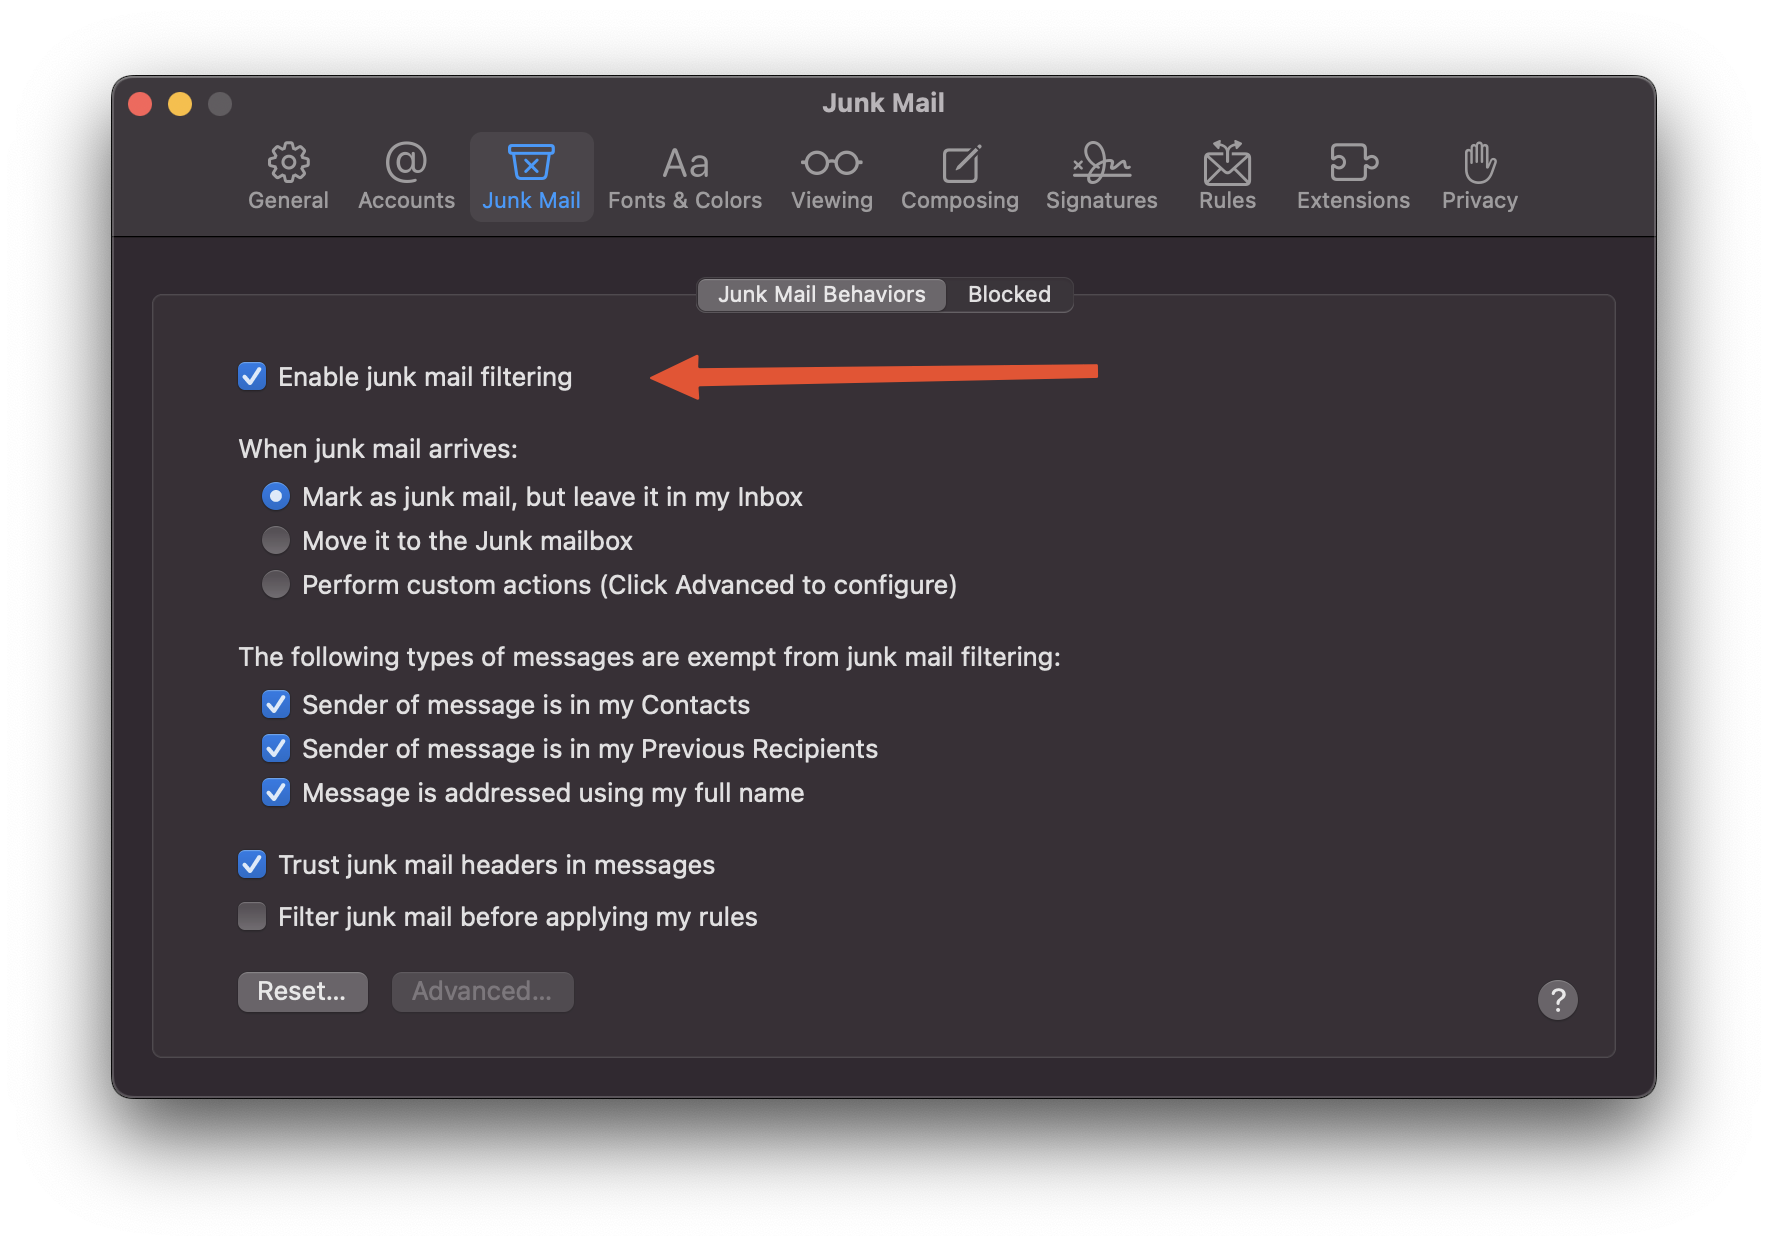 Junk Mail
General Accounts Junk Mail Fonts & Colors Viewing Composing Signatures Rules Extensions Privacy
Junk Mail Behaviors Blocked
Enable junk mail filtering
When junk mail arrives:
Mark as junk mail, but leave it in my Inbox
Move it to the Junk mailbox
Perform custom actions (Click Advanced to configure)
The following types of messages are exempt from junk mail filtering:
Sender of message is in my Contacts
Sender of message is in my Previous Recipients
Message is addressed using my full name
Trust junk mail headers in messages
Filter junk mail before applying my rules
Reset... Advanced... ?